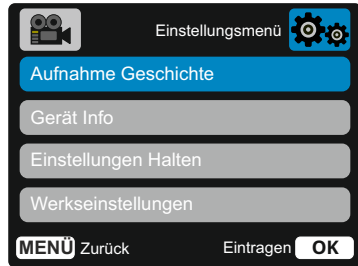 Einstellungsmenü
Aufnahme Geschichte
Gerät Info
Einstellungen Halten
Werkseinstellungen
MENÜ Zurück Eintragen OK